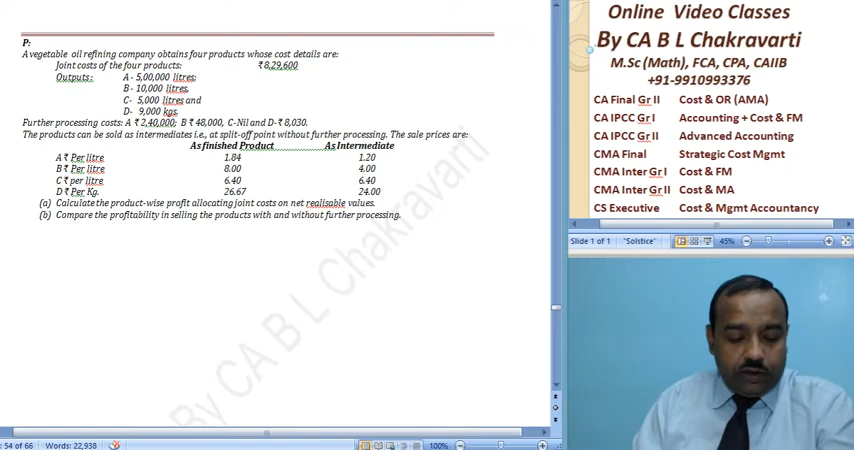 P:
A vegetable oil refining company obtains four products whose cost details are:
Joint costs of the four products: ₹ 8,29,600
Outputs: A - 5,00,000 litres;
B - 10,000 litres,
C- 5,000 litres and
D- 9,000 kgs,
Further processing costs: A ₹ 2,40,000; B ₹ 48,000, C-Nil and D-₹ 8,030.
The products can be sold as intermediates i.e., at split-off point without further processing. The sale prices are:
As finished Product As Intermediate
A ₹ Per litre 1.84 1.20
B ₹ Per litre 8.00 4.00
C ₹ per litre 6.40 6.40
D ₹ Per Kg. 26.67 24.00
(a) Calculate the product-wise profit allocating joint costs on net realisable values.
(b) Compare the profitability in selling the products with and without further processing.
By CA B L Chakravarti
: 54 of 66 Words: 22,938 100%
Online Video Classes
By CA B L Chakravarti
M.Sc (Math), FCA, CPA, CAIIB
+91-9910993376
CA Final Gr II Cost & OR (AMA)
CA IPCC Gr I Accounting + Cost & FM
CA IPCC Gr II Advanced Accounting
CMA Final Strategic Cost Mgmt
CMA Inter Gr I Cost & FM
CMA Inter Gr II Cost & MA
CS Executive Cost & Mgmt Accountancy
Slide 1 of 1 "Solstice" 45%